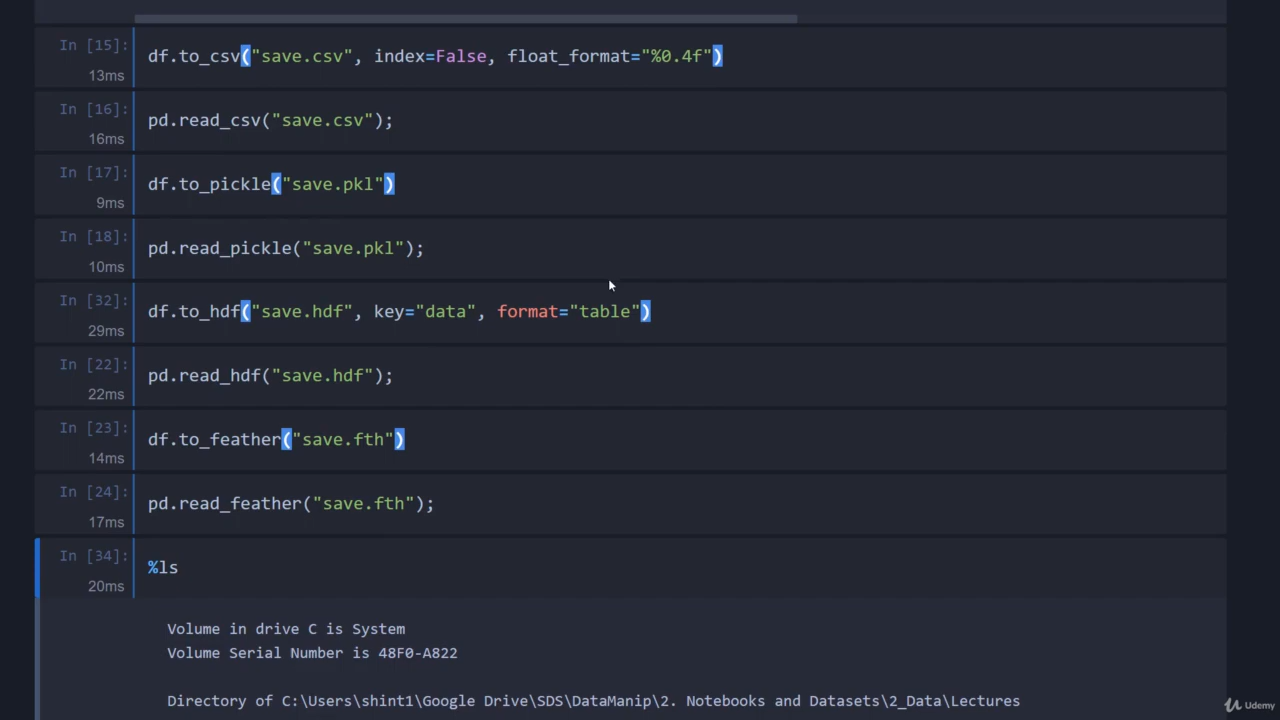 In [15]:
df.to_csv("save.csv", index=False, float_format="%0.4f")
13ms
In [16]:
pd.read_csv("save.csv");
16ms
In [17]:
df.to_pickle("save.pkl")
9ms
In [18]:
pd.read_pickle("save.pkl");
10ms
In [32]:
df.to_hdf("save.hdf", key="data", format="table")
29ms
In [22]:
pd.read_hdf("save.hdf");
22ms
In [23]:
df.to_feather("save.fth")
14ms
In [24]:
pd.read_feather("save.fth");
17ms
In [34]:
%ls
20ms
Volume in drive C is System
Volume Serial Number is 48F0-A822
Directory of C:\Users\shint1\Google Drive\SDS\DataManip\2. Notebooks and Datasets\2_Data\Lectures
Udemy